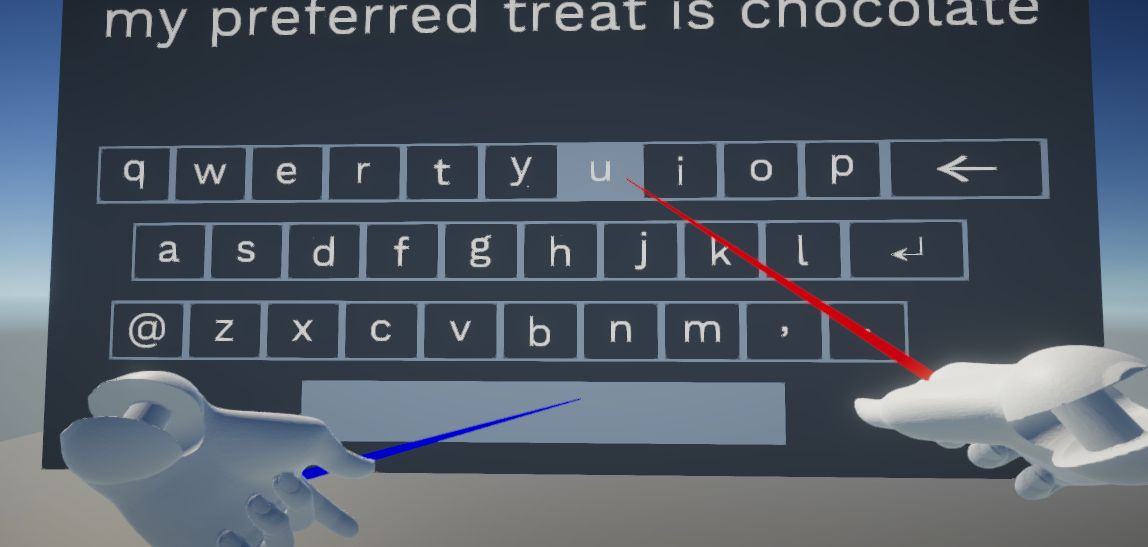 my preferred treat is chocolate
q w e r t y u i o p ←
a s d f g h j k l ↵
@ z x c v b n m , .